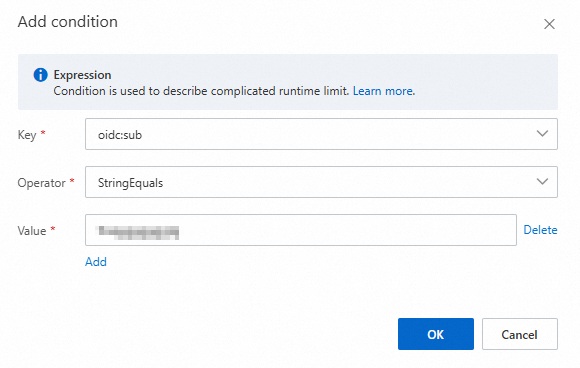 Add condition
Expression
Condition is used to describe complicated runtime limit. Learn more.
Key * oidc:sub
Operator * StringEquals
Value *
Delete
Add
OK Cancel